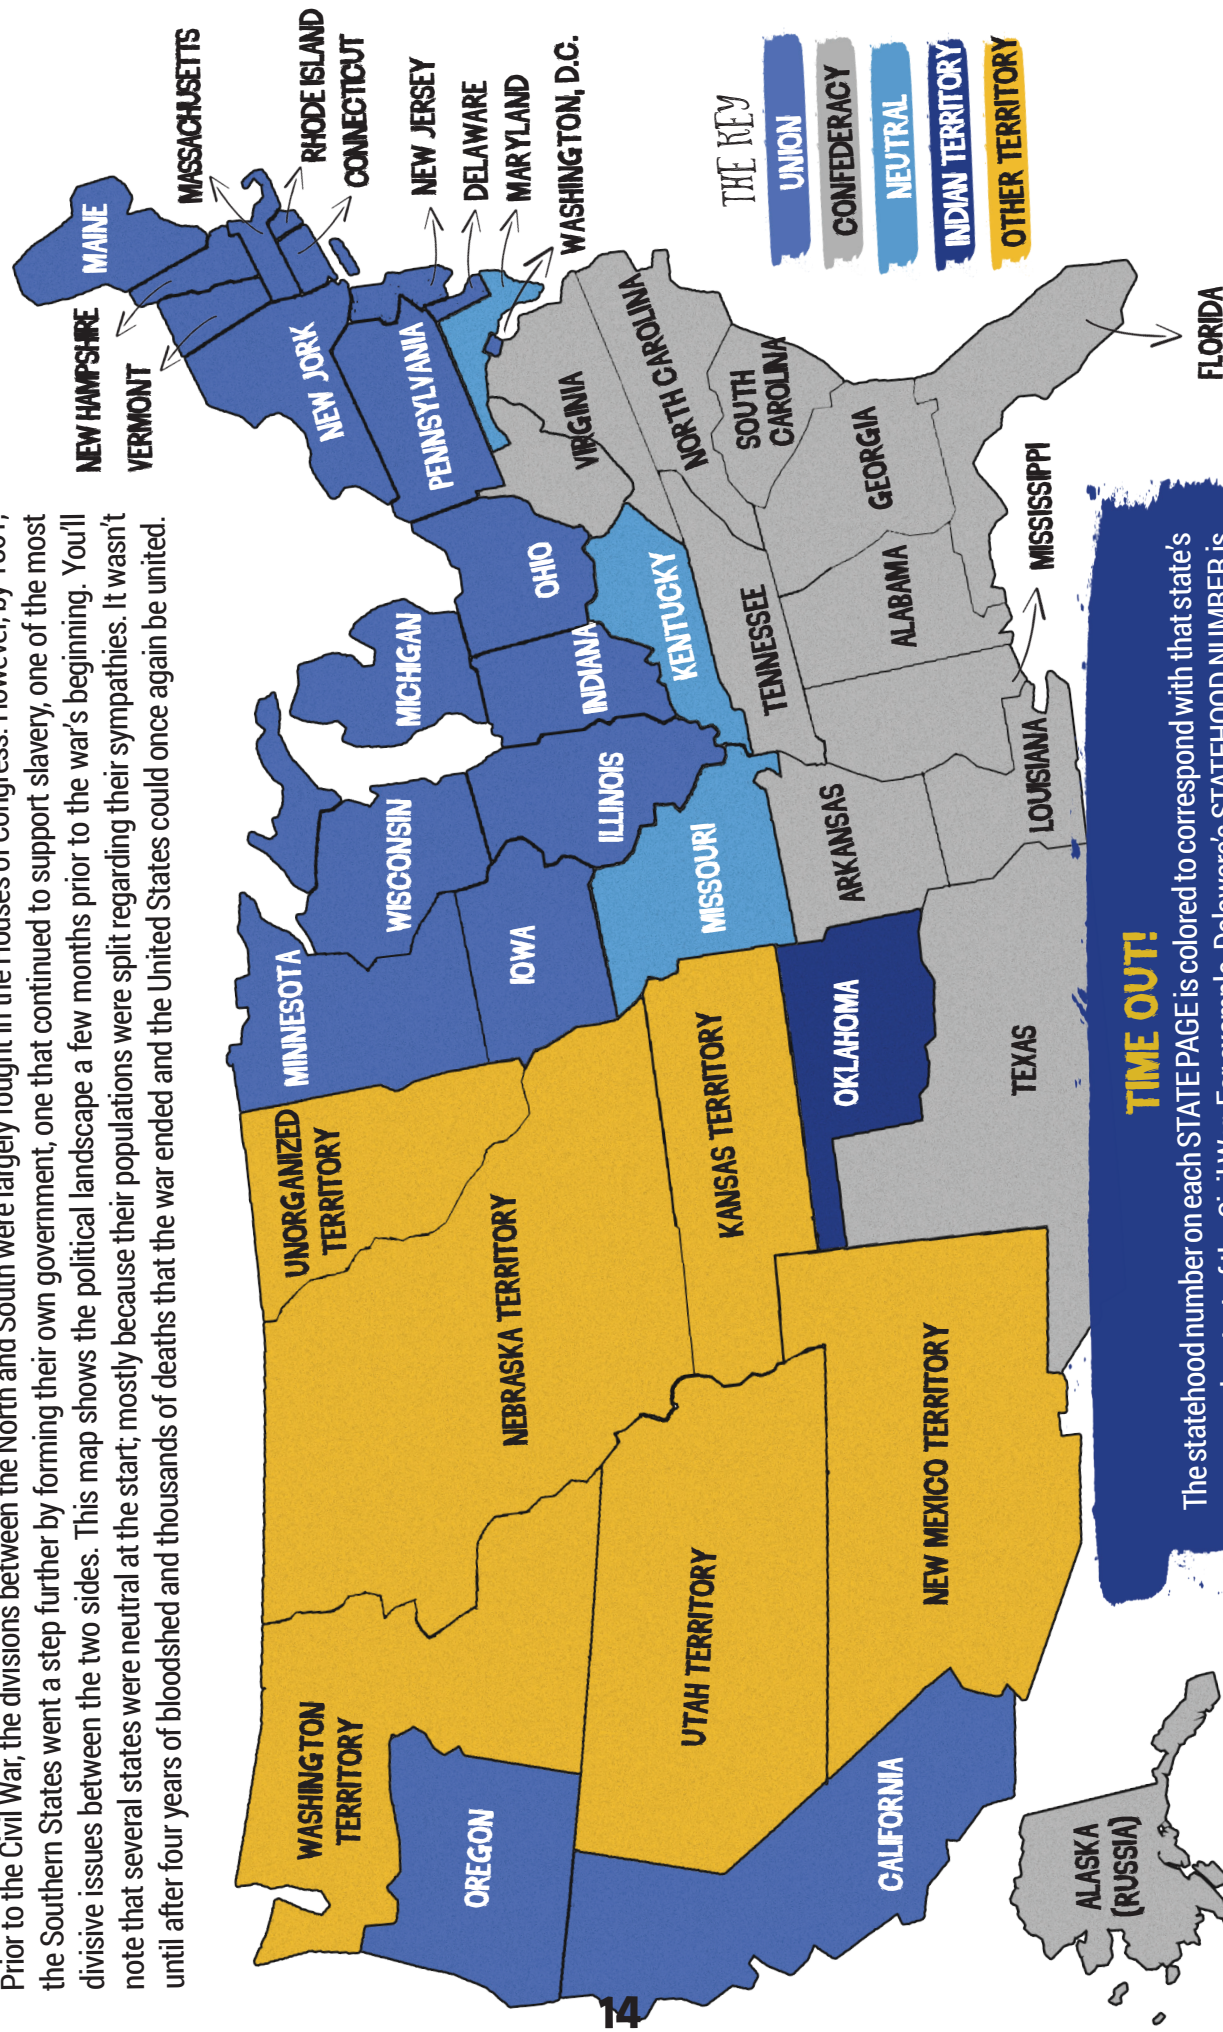 Prior to the Civil War, the divisions between the North and South were largely fought in the Houses of Congress. However, by
the Southern States went a step further by forming their own government, one that continued to support slavery, one of the most
divisive issues between the two sides. This map shows the political landscape a few months prior to the war's beginning. You'll
note that several states were neutral at the start; mostly because their populations were split regarding their sympathies. It wasn't
until after four years of bloodshed and thousands of deaths that the war ended and the United States could once again be united.
MAINE
MASSACHUSETTS
RHODE ISLAND
CONNECTICUT
NEW HAMPSHIRE
VERMONT
NEW JERSEY
DELAWARE
MARYLAND
WASHINGTON, D.C.
NEW JORK
PENNSYLVANIA
WASHINGTON
TERRITORY
OREGON
UNORGANIZED
TERRITORY
MINNESOTA
WISCONSIN
MICHIGAN
NEBRASKA TERRITORY
IOWA
ILLINOIS
INDIANA
OHIO
VIRGINIA
UTAH TERRITORY
KANSAS TERRITORY
MISSOURI
KENTUCKY
NORTH CAROLINA
CALIFORNIA
NEW MEXICO TERRITORY
OKLAHOMA
ARKANSAS
TENNESSEE
SOUTH
CAROLINA
TEXAS
LOUISIANA
ALABAMA
GEORGIA
MISSISSIPPI
FLORIDA
ALASKA
(RUSSIA)
THE KEY
UNION
CONFEDERACY
NEUTRAL
INDIAN TERRITORY
OTHER TERRITORY
TIME OUT!
The statehood number on each STATE PAGE is colored to correspond with that state's
14